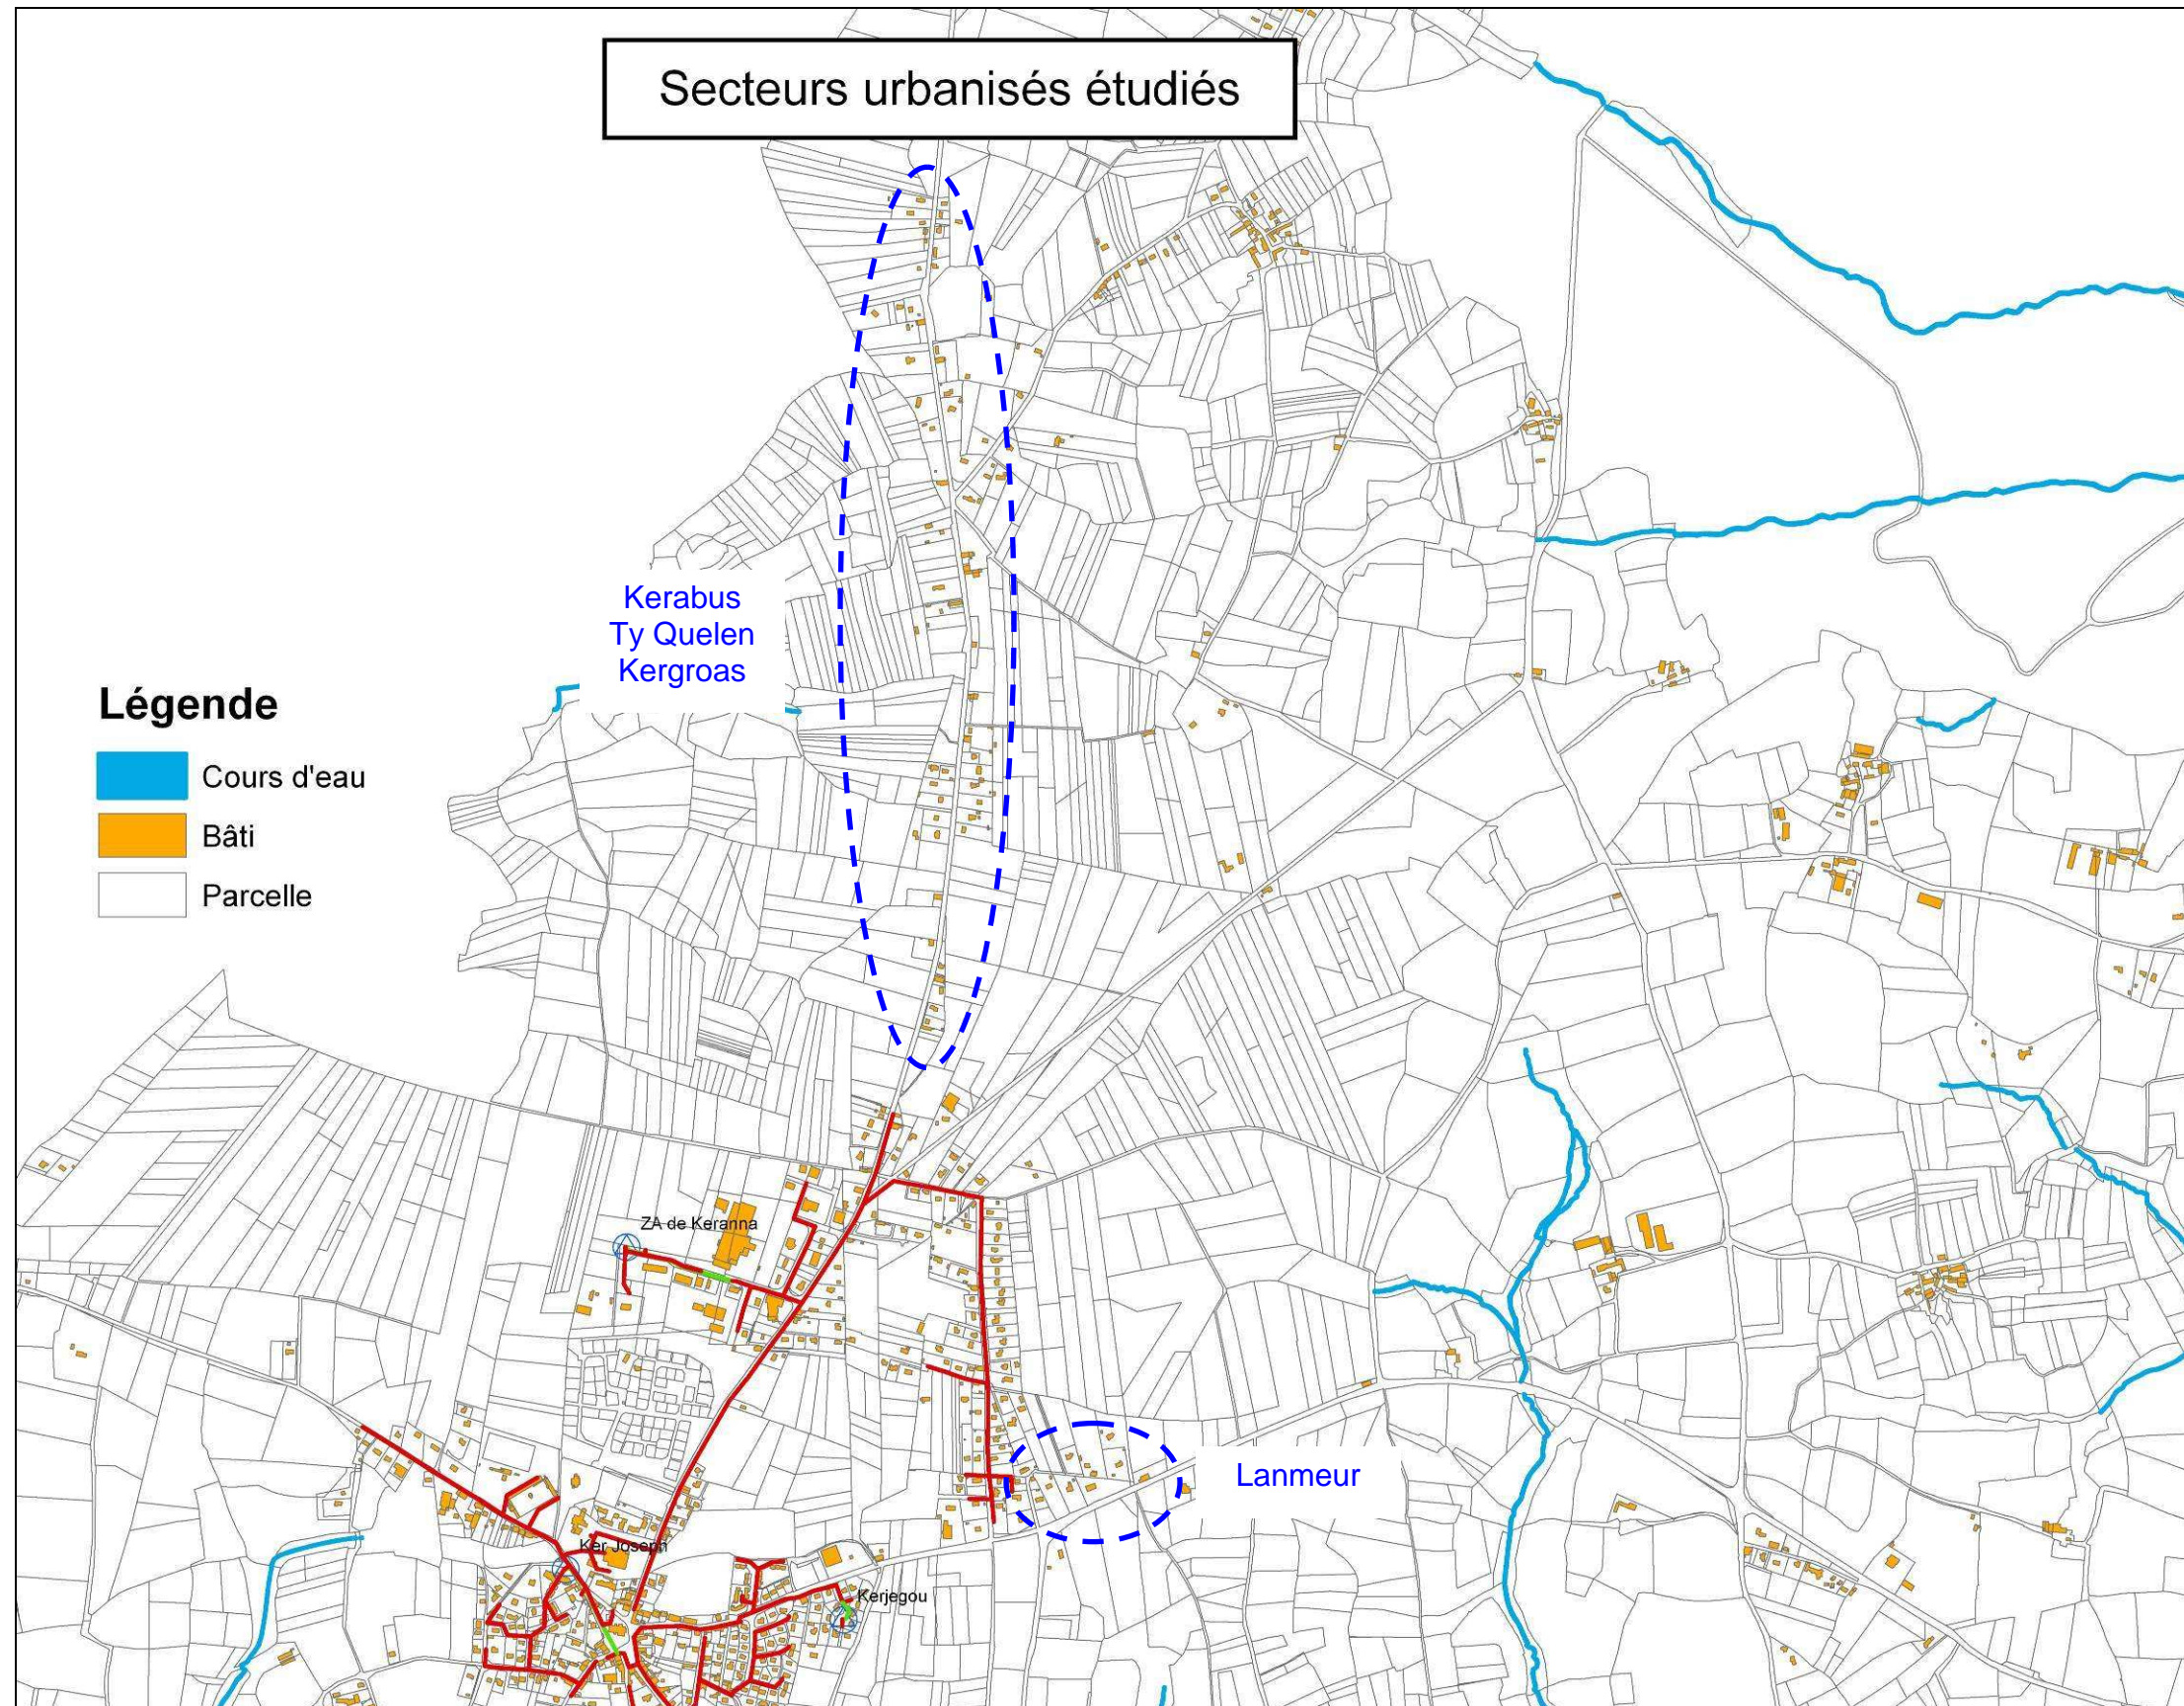 Secteurs urbanisés étudiés
Kerabus
Ty Quelen
Kergroas
Légende
Cours d'eau
Bâti
Parcelle
ZA de Keranna
Lanmeur
Ker Joseph
Kerjegou